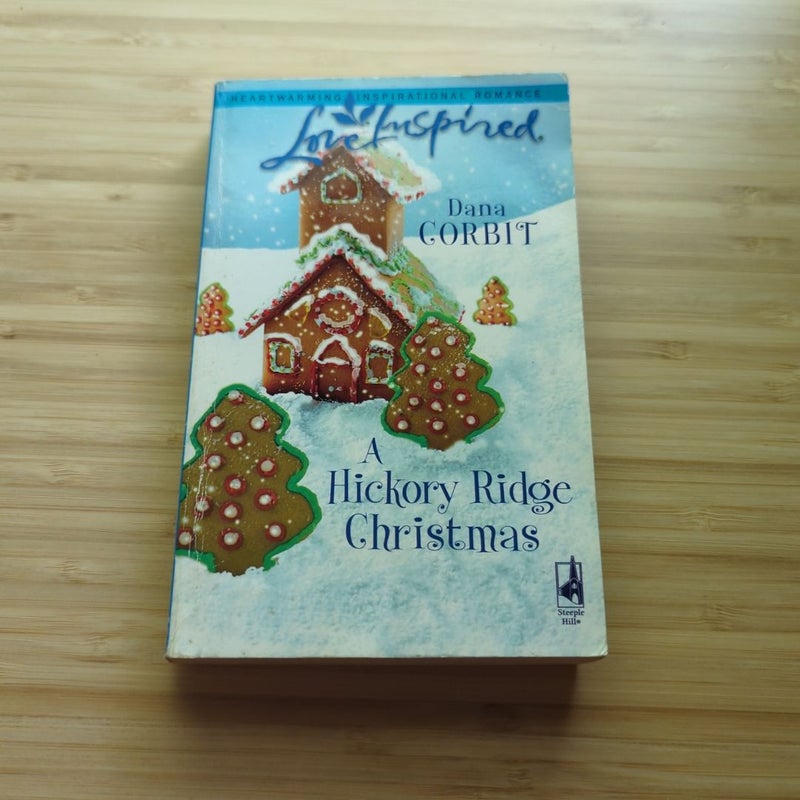 HEARTWARMING INSPIRATIONAL ROMANCE
Love Inspired®
Dana
CORBIT
A
Hickory Ridge
Christmas
Steeple
Hill®